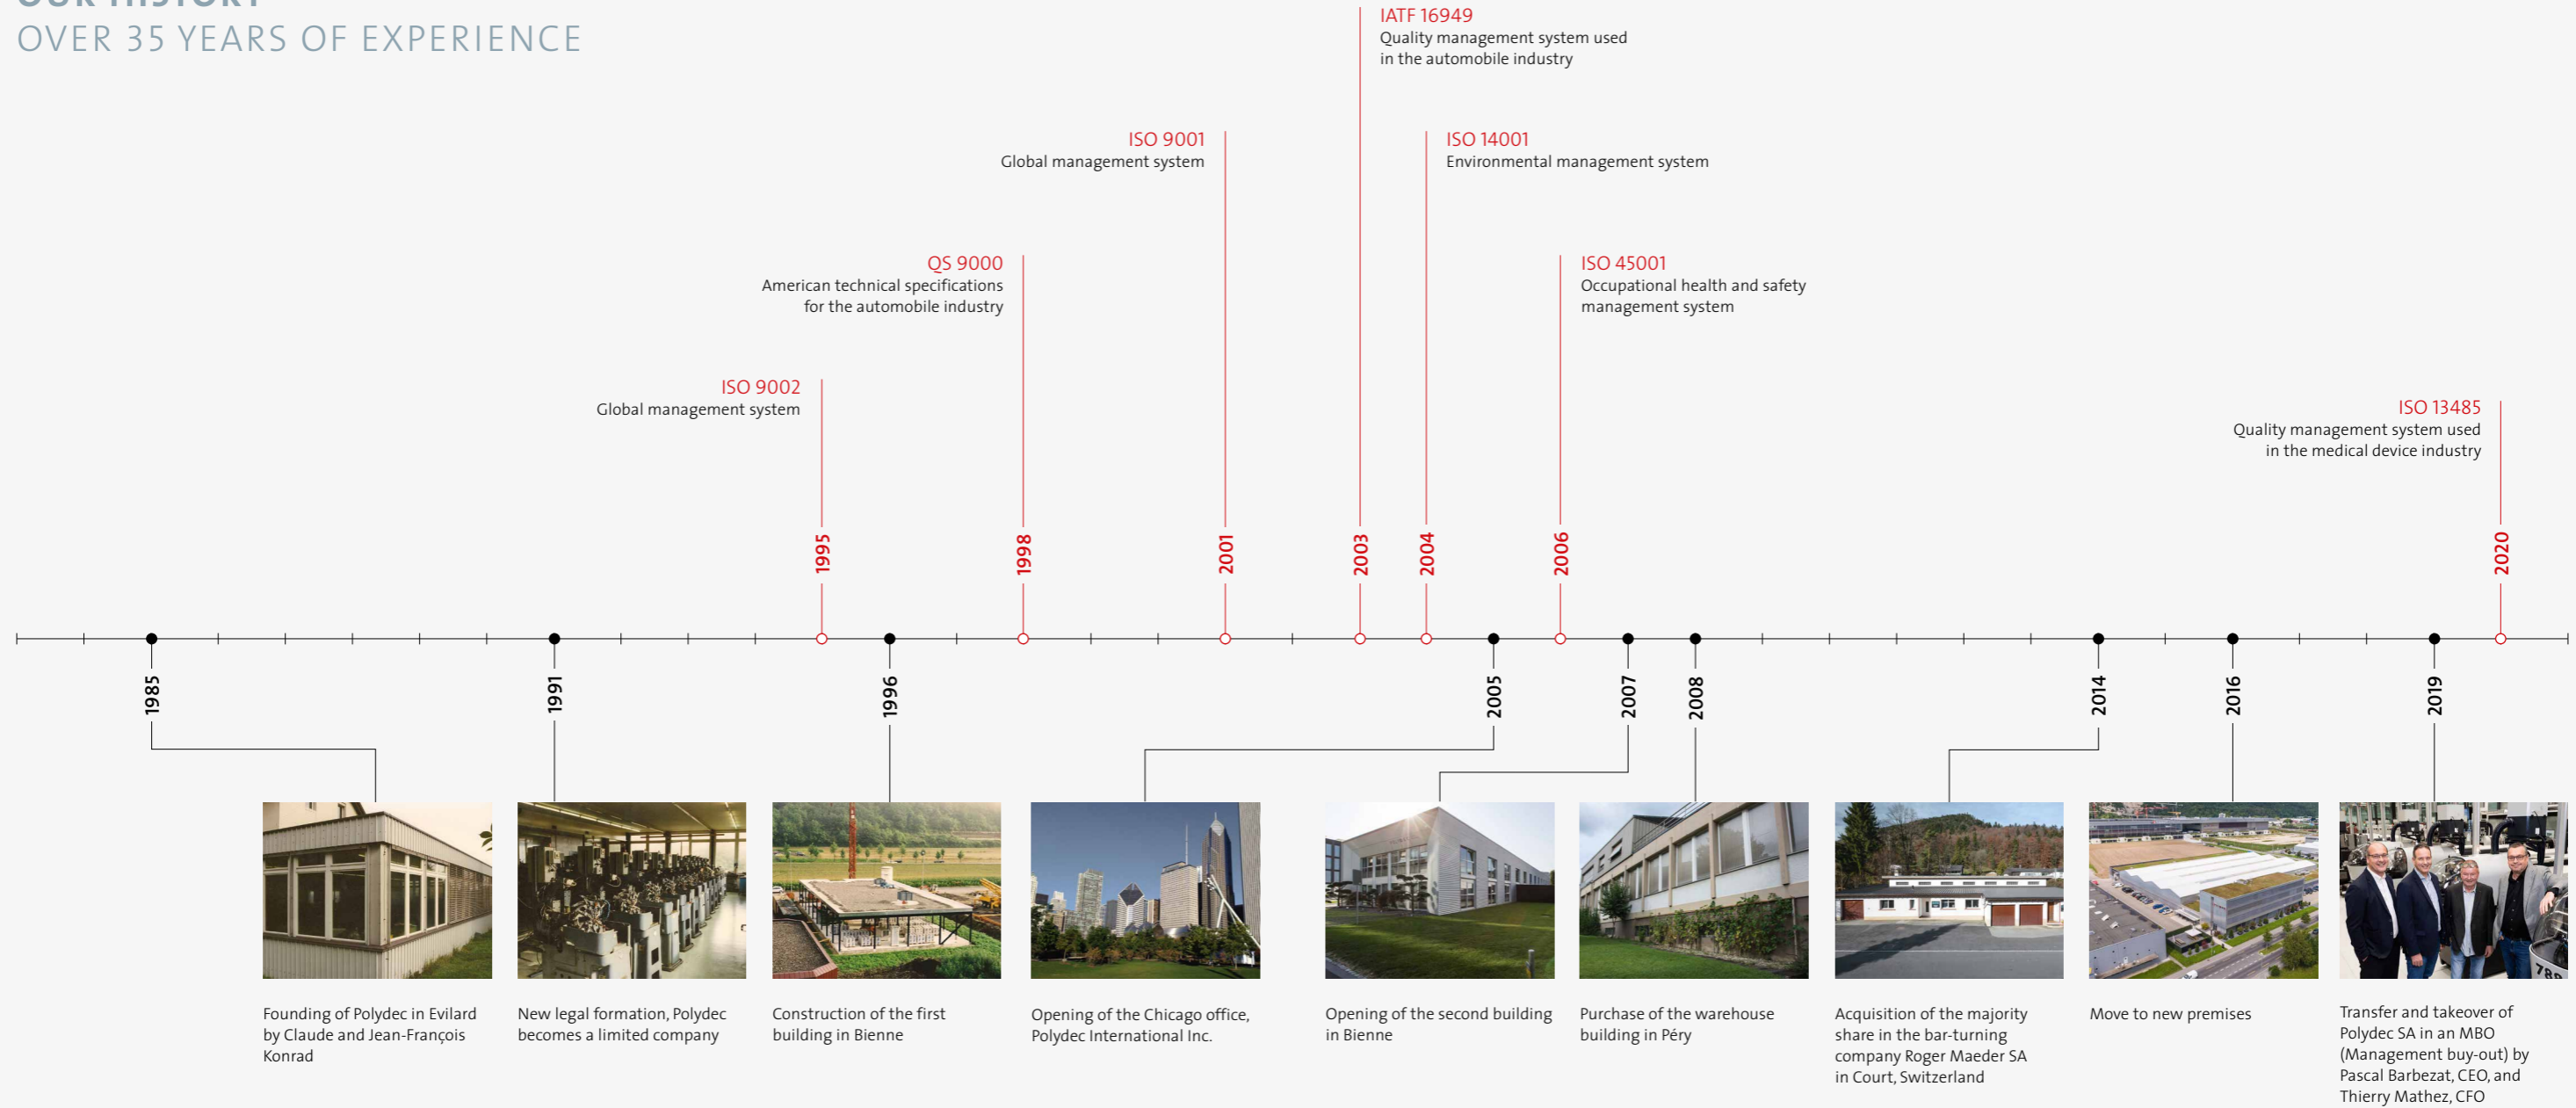 OUR HISTORY
OVER 35 YEARS OF EXPERIENCE
IATF 16949
Quality management system used
in the automobile industry
ISO 9001
Global management system
ISO 14001
Environmental management system
QS 9000
American technical specifications
for the automobile industry
ISO 45001
Occupational health and safety
management system
ISO 9002
Global management system
ISO 13485
Quality management system used
in the medical device industry
1995
1998
2001
2003
2004
2006
2020
1985
1991
1996
2005
2007
2008
2014
2016
2019
789
Founding of Polydec in Evilard
by Claude and Jean-François
Konrad
New legal formation, Polydec
becomes a limited company
Construction of the first
building in Bienne
Opening of the Chicago office,
Polydec International Inc.
Opening of the second building
in Bienne
Purchase of the warehouse
building in Péry
Acquisition of the majority
share in the bar-turning
company Roger Maeder SA
in Court, Switzerland
Move to new premises
Transfer and takeover of
Polydec SA in an MBO
(Management buy-out) by
Pascal Barbezat, CEO, and
Thierry Mathez, CFO